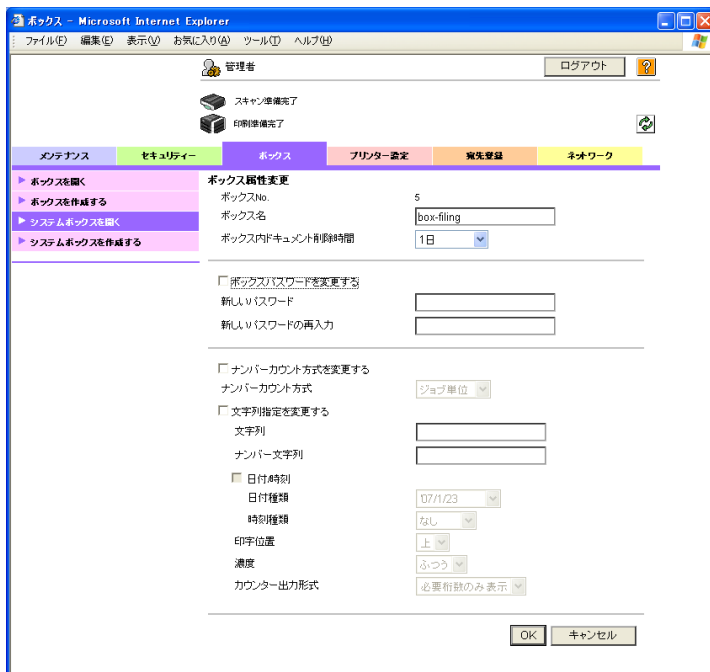 ボックス - Microsoft Internet Explorer
ファイル(F) 編集(E) 表示(V) お気に入り(A) ツール(T) ヘルプ(H)
管理者 ログアウト ?
スキャン準備完了
印刷準備完了
メンテナンス セキュリティー ボックス プリンター設定 宛先登録 ネットワーク
ボックスを開く
ボックスを作成する
システムボックスを開く
システムボックスを作成する
ボックス属性変更
ボックスNo. 5
ボックス名 box-filing
ボックス内ドキュメント削除時間 1日
ボックスパスワードを変更する
新しいパスワード
新しいパスワードの再入力
ナンバーカウント方式を変更する
ナンバーカウント方式 ジョブ単位
文字列指定を変更する
文字列
ナンバー文字列
日付/時刻
日付種類 '07/1/23
時刻種類 なし
印字位置 上
濃度 ふつう
カウンター出力形式 必要桁数のみ表示
OK キャンセル